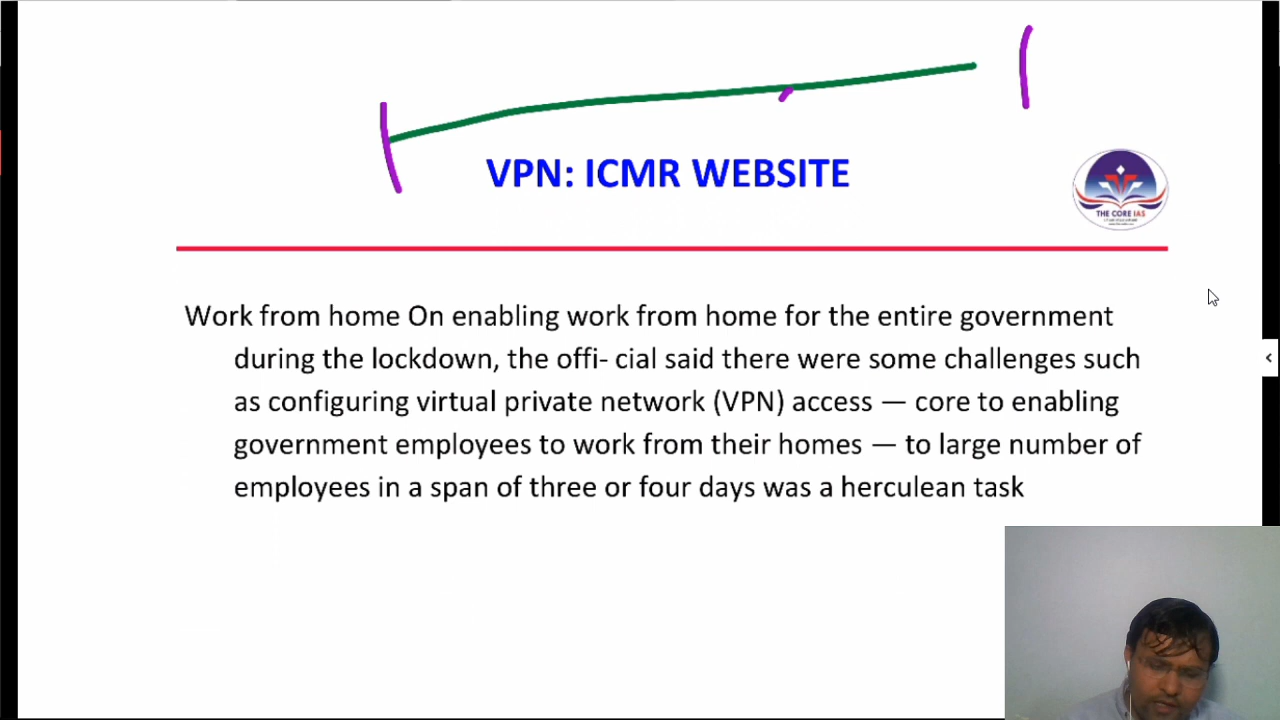 VPN: ICMR WEBSITE
THE CORE IAS
Work from home On enabling work from home for the entire government
during the lockdown, the offi- cial said there were some challenges such
as configuring virtual private network (VPN) access — core to enabling
government employees to work from their homes — to large number of
employees in a span of three or four days was a herculean task